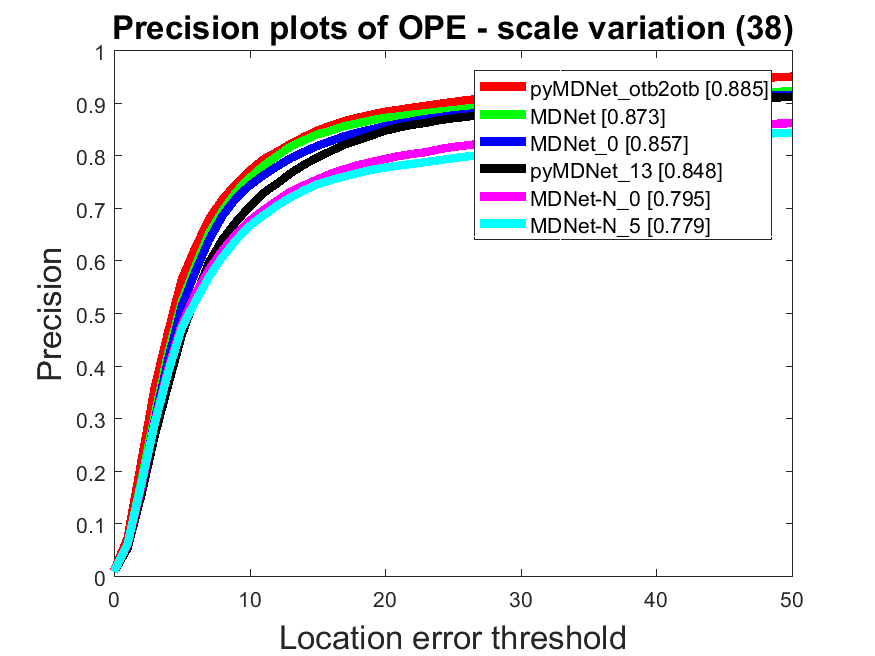 Precision plots of OPE - scale variation (38)
1
0.9
0.8
0.7
0.6
0.5
0.4
0.3
0.2
0.1
0
Precision
pyMDNet_otb2otb [0.885]
MDNet [0.873]
MDNet_0 [0.857]
pyMDNet_13 [0.848]
MDNet-N_0 [0.795]
MDNet-N_5 [0.779]
0 10 20 30 40 50
Location error threshold